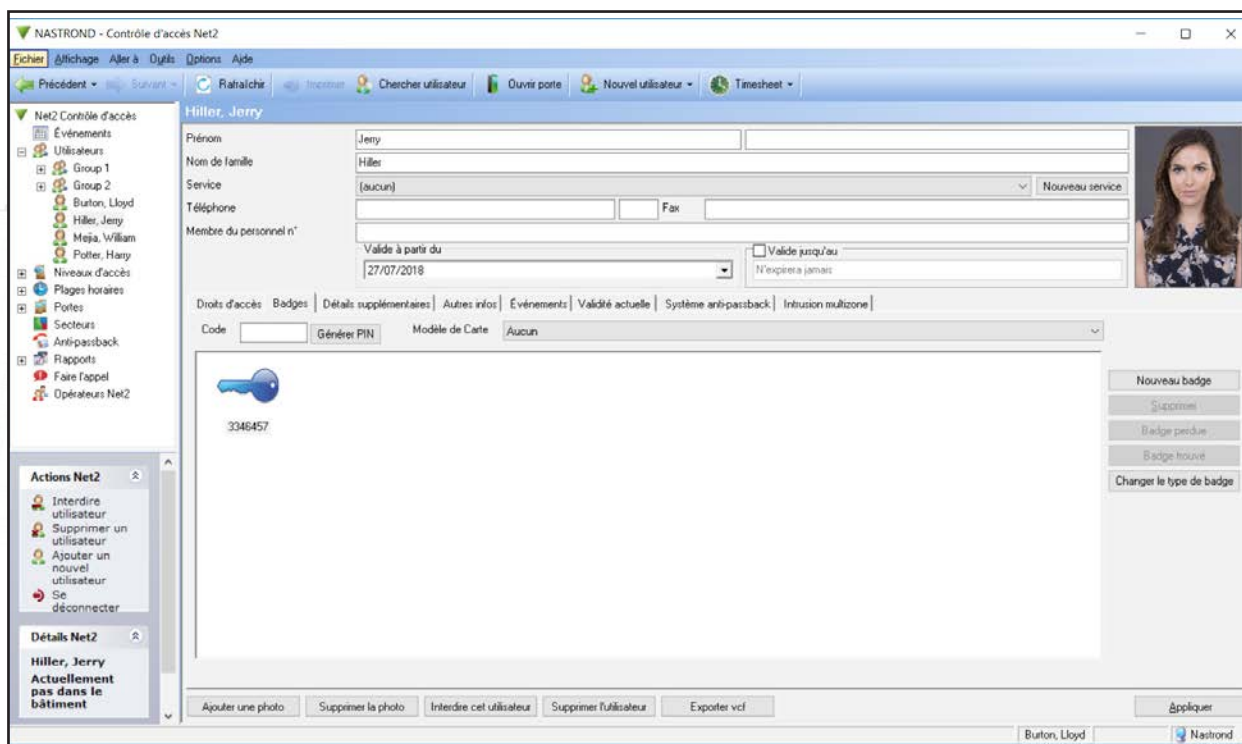 NASTROND - Contrôle d'accès Net2
Fichier Affichage Aller à Outils Options Aide
Précédent Suivant Rafraîchir Imprimer Chercher utilisateur Ouvrir porte Nouvel utilisateur Timesheet
Net2 Contrôle d'accès
Événements
Utilisateurs
Group 1
Group 2
Burton, Lloyd
Hiller, Jerry
Mejia, William
Potter, Harry
Niveaux d'accès
Plages horaires
Portes
Secteurs
Anti-passback
Rapports
Faire l'appel
Opérateurs Net2
Actions Net2
Interdire
utilisateur
Supprimer un
utilisateur
Ajouter un
nouvel
utilisateur
Se
déconnecter
Détails Net2
Hiller, Jerry
Actuellement
pas dans le
bâtiment
Hiller, Jerry
Prénom Jerry
Nom de famille Hiller
Service (aucun) Nouveau service
Téléphone Fax
Membre du personnel n°
Valide à partir du Valide jusqu'au
27/07/2018 N'expirera jamais
Droits d'accès Badges Détails supplémentaires Autres infos Événements Validité actuelle Système anti-passback Intrusion multizone
Code Générer PIN Modèle de Carte Aucun
3346457
Nouveau badge
Supprimer
Badge perdue
Badge trouvé
Changer le type de badge
Ajouter une photo Supprimer la photo Interdire cet utilisateur Supprimer l'utilisateur Exporter vcf Appliquer
Burton, Lloyd Nastrond